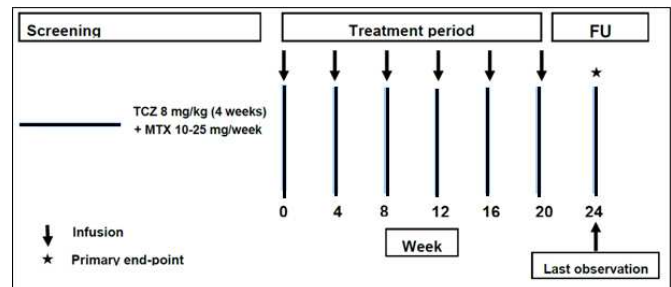 Screening
Treatment period
FU
★
TCZ 8 mg/kg (4 weeks)
+ MTX 10-25 mg/week
0 4 8 12 16 20 24
↓ Infusion
Week
★ Primary end-point
Last observation